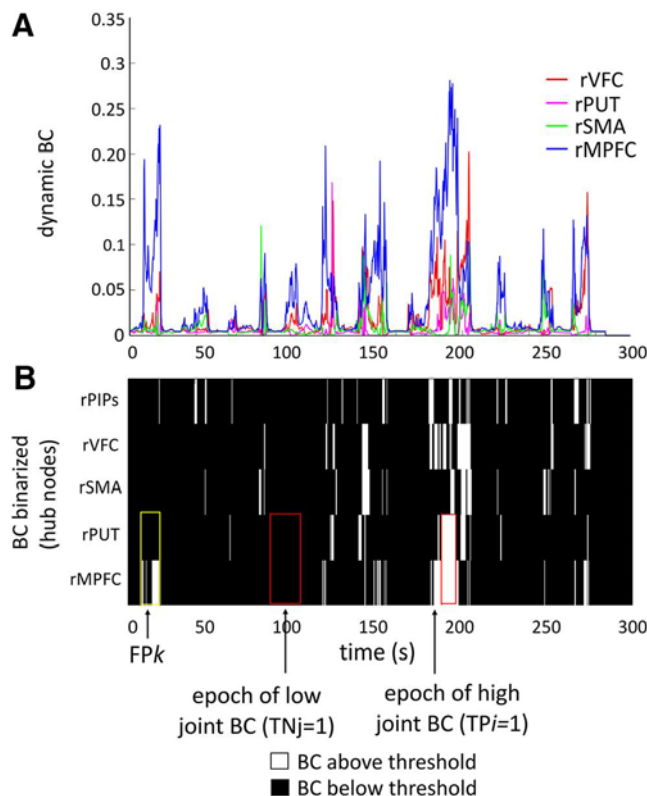 A
0.35
0.3
0.25
0.20
0.15
0.1
0.05
0
dynamic BC
rVFC
rPUT
rSMA
rMPFC
0 50 100 150 200 250 300
B
BC binarized
(hub nodes)
rPIPs
rVFC
rSMA
rPUT
rMPFC
0 50 100 150 200 250 300
FPk
time (s)
epoch of low
joint BC (TNj=1)
epoch of high
joint BC (TPi=1)
BC above threshold
BC below threshold